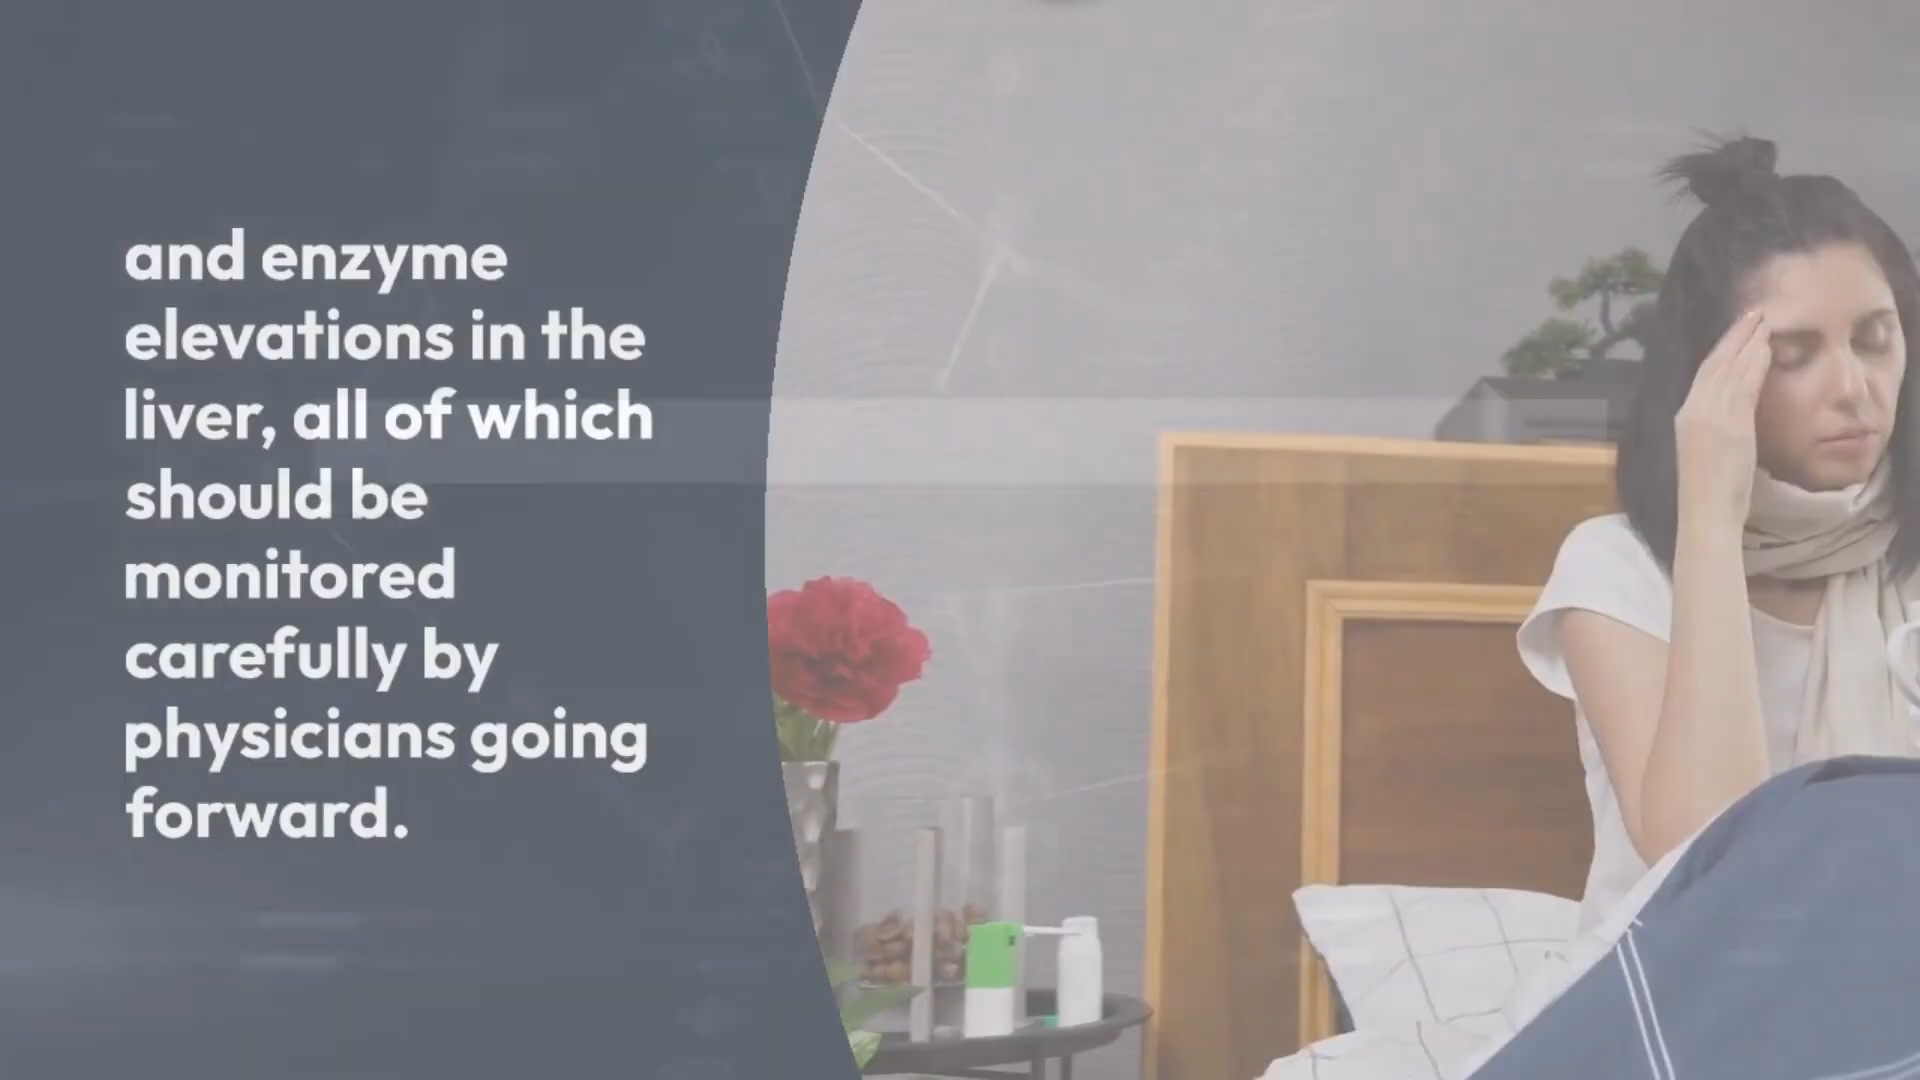 and enzyme
elevations in the
liver, all of which
should be
monitored
carefully by
physicians going
forward.